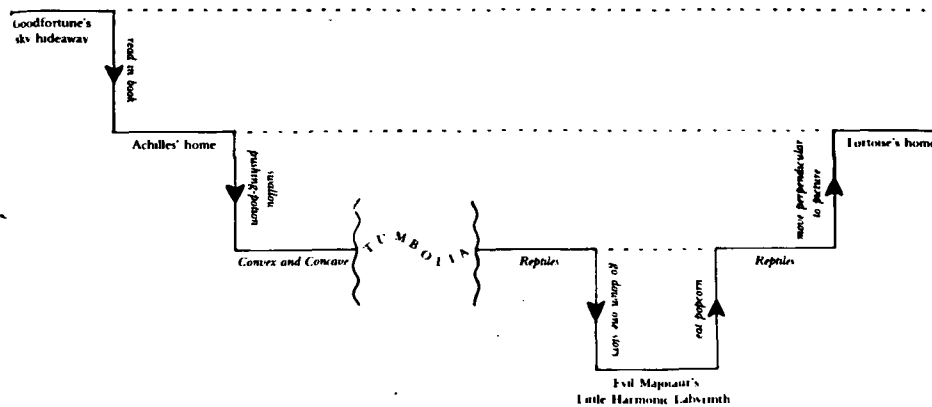 Goodfortune's
sky hideaway
read in book
Achilles' home
Tortoise's home
swallow
pushing-potion
move perpendicular
to picture
TUMBOLIA
Convex and Concave
Reptiles
Reptiles
go down one story
eat popcorn
Evil Majotaur's
Little Harmonic Labyrinth